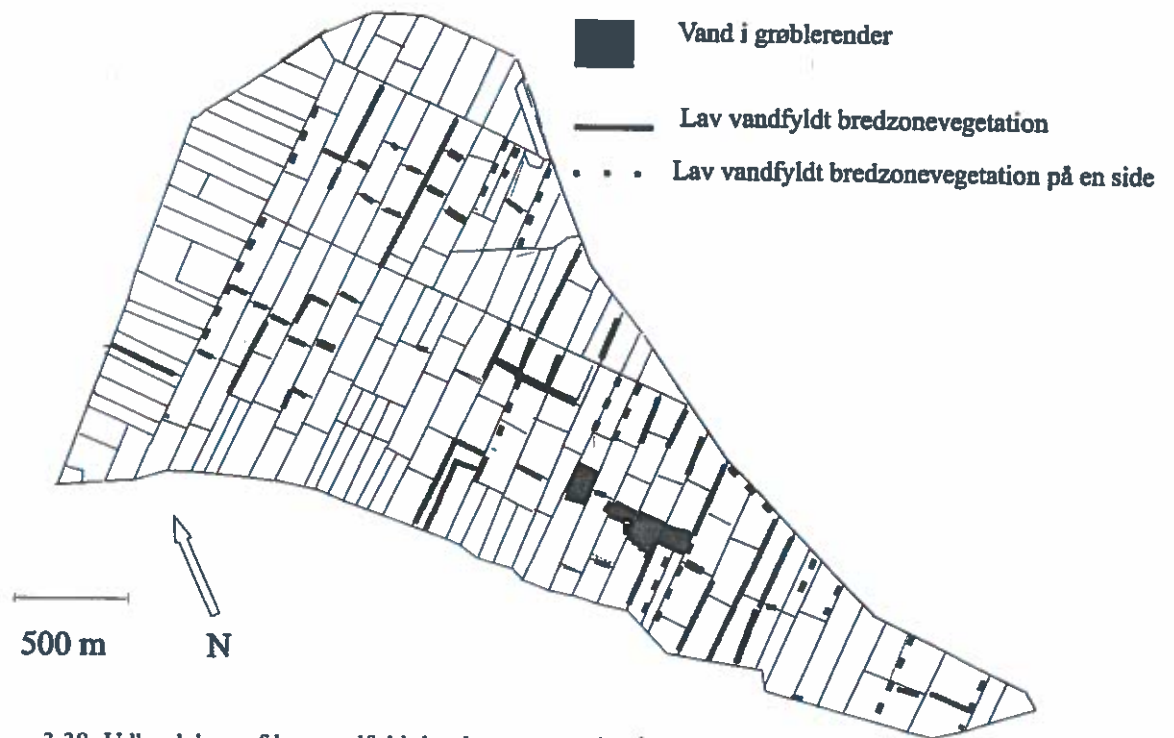 Vand i grøblerender
Lav vandfyldt bredzonevegetation
Lav vandfyldt bredzonevegetation på en side
500 m
N